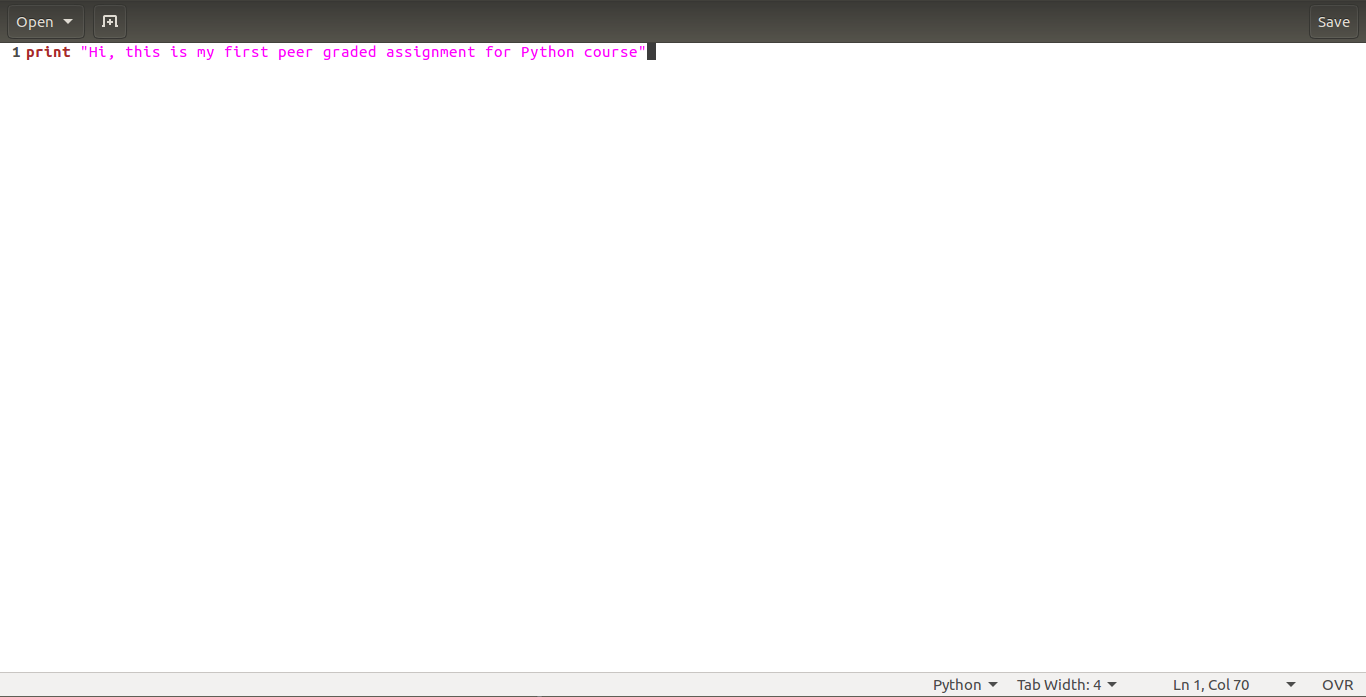 Open Save
1 print "Hi, this is my first peer graded assignment for Python course"
Python Tab Width: 4 Ln 1, Col 70 OVR